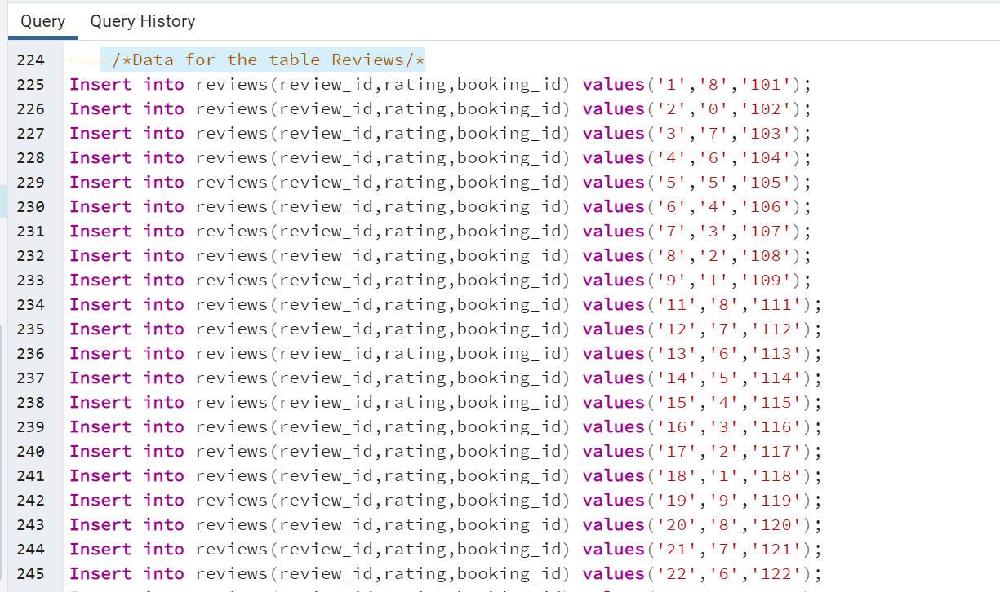 Query Query History
224 ----/*Data for the table Reviews/*
225 Insert into reviews(review_id,rating,booking_id) values('1','8','101');
226 Insert into reviews(review_id,rating,booking_id) values('2','0','102');
227 Insert into reviews(review_id,rating,booking_id) values('3','7','103');
228 Insert into reviews(review_id,rating,booking_id) values('4','6','104');
229 Insert into reviews(review_id,rating,booking_id) values('5','5','105');
230 Insert into reviews(review_id,rating,booking_id) values('6','4','106');
231 Insert into reviews(review_id,rating,booking_id) values('7','3','107');
232 Insert into reviews(review_id,rating,booking_id) values('8','2','108');
233 Insert into reviews(review_id,rating,booking_id) values('9','1','109');
234 Insert into reviews(review_id,rating,booking_id) values('11','8','111');
235 Insert into reviews(review_id,rating,booking_id) values('12','7','112');
236 Insert into reviews(review_id,rating,booking_id) values('13','6','113');
237 Insert into reviews(review_id,rating,booking_id) values('14','5','114');
238 Insert into reviews(review_id,rating,booking_id) values('15','4','115');
239 Insert into reviews(review_id,rating,booking_id) values('16','3','116');
240 Insert into reviews(review_id,rating,booking_id) values('17','2','117');
241 Insert into reviews(review_id,rating,booking_id) values('18','1','118');
242 Insert into reviews(review_id,rating,booking_id) values('19','9','119');
243 Insert into reviews(review_id,rating,booking_id) values('20','8','120');
244 Insert into reviews(review_id,rating,booking_id) values('21','7','121');
245 Insert into reviews(review_id,rating,booking_id) values('22','6','122');